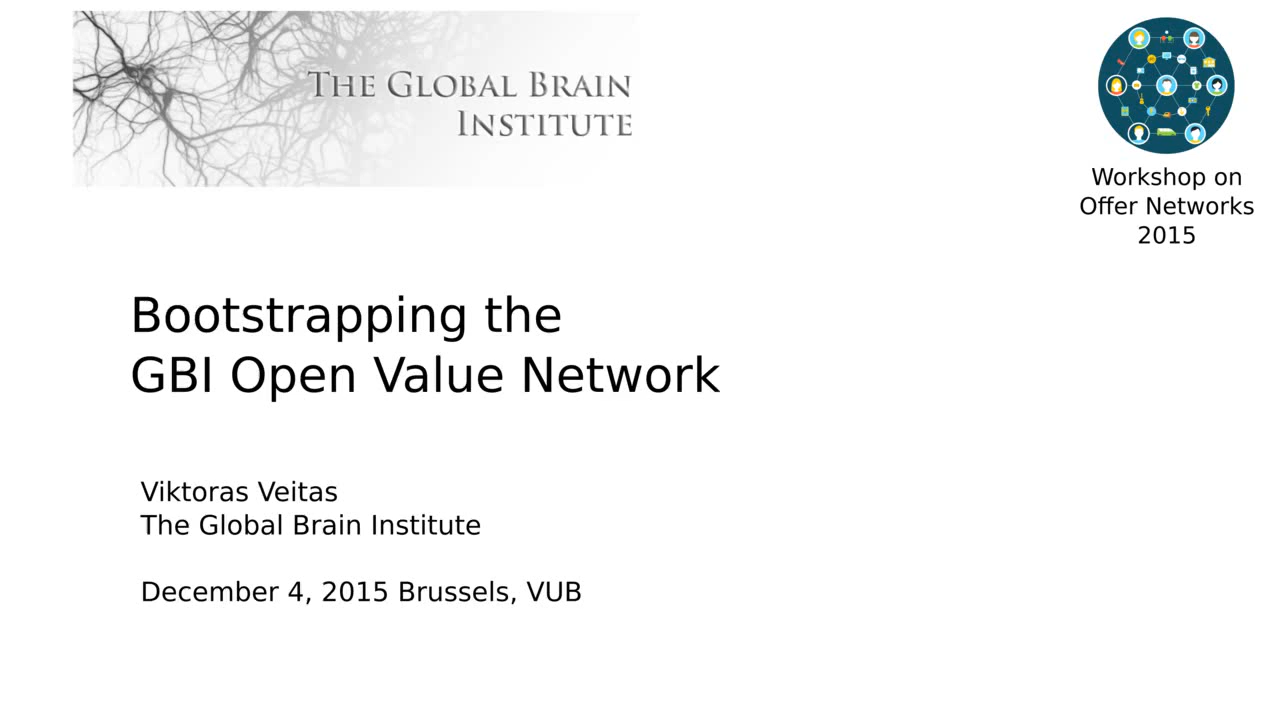 THE GLOBAL BRAIN
INSTITUTE
Workshop on
Offer Networks
2015
Bootstrapping the
GBI Open Value Network
Viktoras Veitas
The Global Brain Institute
December 4, 2015 Brussels, VUB